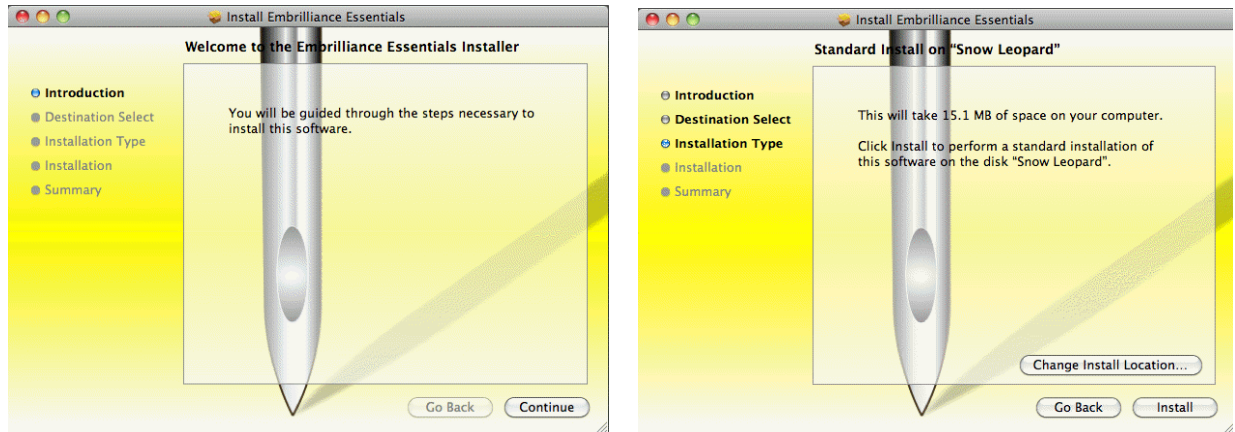 Install Embrilliance Essentials
Welcome to the Embrilliance Essentials Installer
Introduction
Destination Select
Installation Type
Installation
Summary
You will be guided through the steps necessary to
install this software.
Go Back
Continue
Install Embrilliance Essentials
Standard Install on “Snow Leopard”
Introduction
Destination Select
Installation Type
Installation
Summary
This will take 15.1 MB of space on your computer.
Click Install to perform a standard installation of
this software on the disk “Snow Leopard”.
Change Install Location...
Go Back
Install